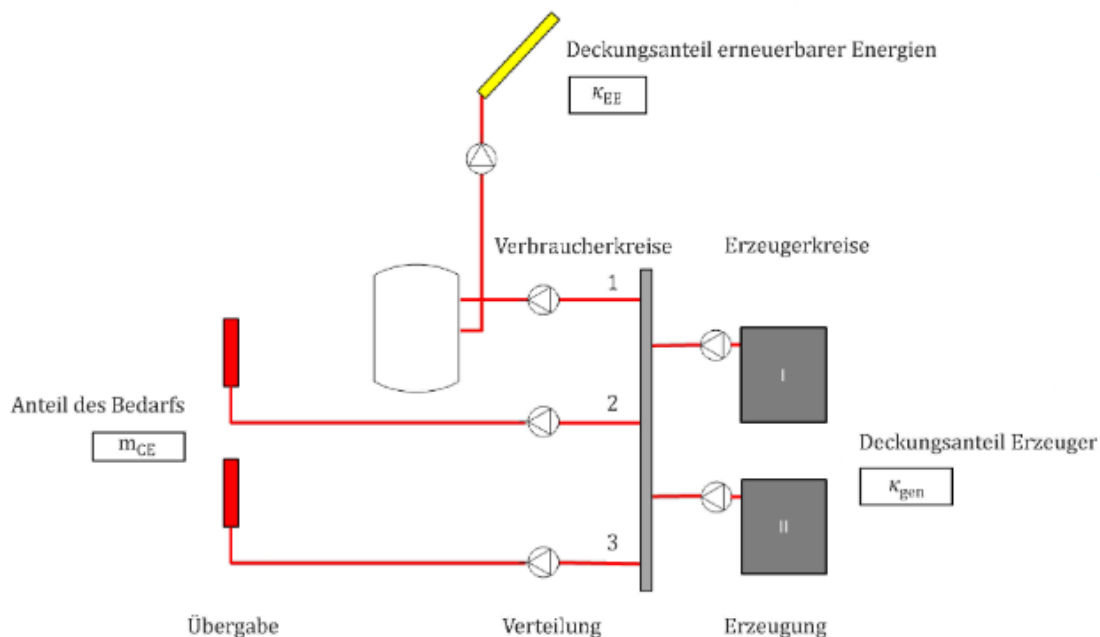 Deckungsanteil erneuerbarer Energien
κEE
Verbraucherkreise
Erzeugerkreise
1
I
2
Anteil des Bedarfs
mCE
Deckungsanteil Erzeuger
κgen
II
3
Übergabe
Verteilung
Erzeugung